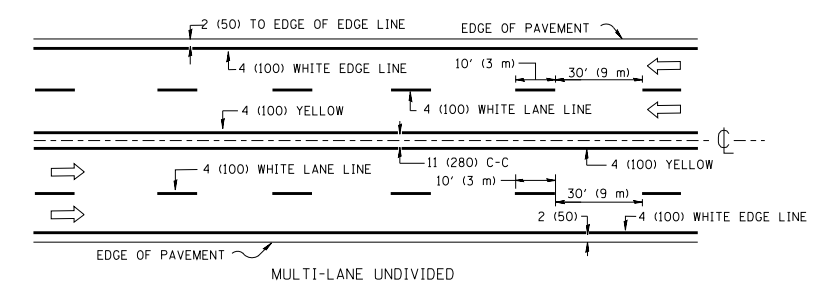 2 (50) TO EDGE OF EDGE LINE
EDGE OF PAVEMENT
4 (100) WHITE EDGE LINE
10' (3 m)
30' (9 m)
4 (100) YELLOW
4 (100) WHITE LANE LINE
℄
4 (100) WHITE LANE LINE
11 (280) C-C
4 (100) YELLOW
10' (3 m)
30' (9 m)
2 (50)
4 (100) WHITE EDGE LINE
EDGE OF PAVEMENT
MULTI-LANE UNDIVIDED